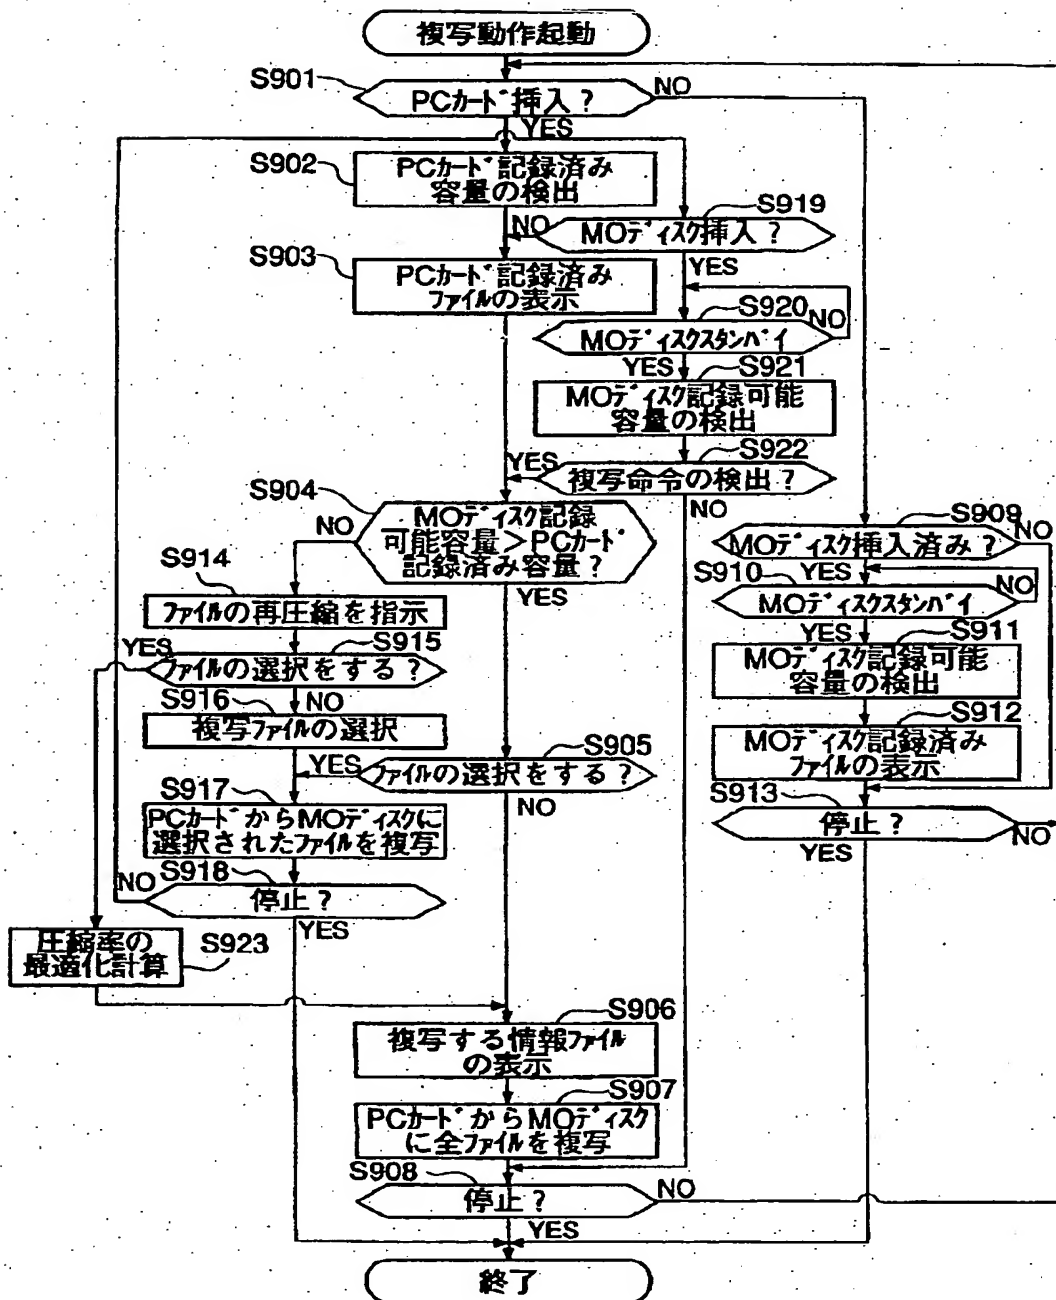 複写動作起動
S901
PCカード挿入?
NO
YES
S902
PCカード記録済み
容量の検出
S919
MOディスク挿入?
NO
YES
S903
PCカード記録済み
ファイルの表示
S920
MOディスクスタンバイ
NO
YES
S921
MOディスク記録可能
容量の検出
S922
複写命令の検出?
YES
NO
S904
MOディスク記録
可能容量>PCカード
記録済み容量?
NO
YES
S909
MOディスク挿入済み?
NO
YES
S910
MOディスクスタンバイ
NO
YES
S911
MOディスク記録可能
容量の検出
S912
MOディスク記録済み
ファイルの表示
S913
停止?
NO
YES
S914
ファイルの再圧縮を指示
S915
ファイルの選択をする?
YES
NO
S916
複写ファイルの選択
S905
ファイルの選択をする?
YES
NO
S917
PCカードからMOディスクに
選択されたファイルを複写
S918
停止?
NO
YES
圧縮率の
最適化計算
S923
S906
複写する情報ファイル
の表示
S907
PCカードからMOディスク
に全ファイルを複写
S908
停止?
NO
YES
終了